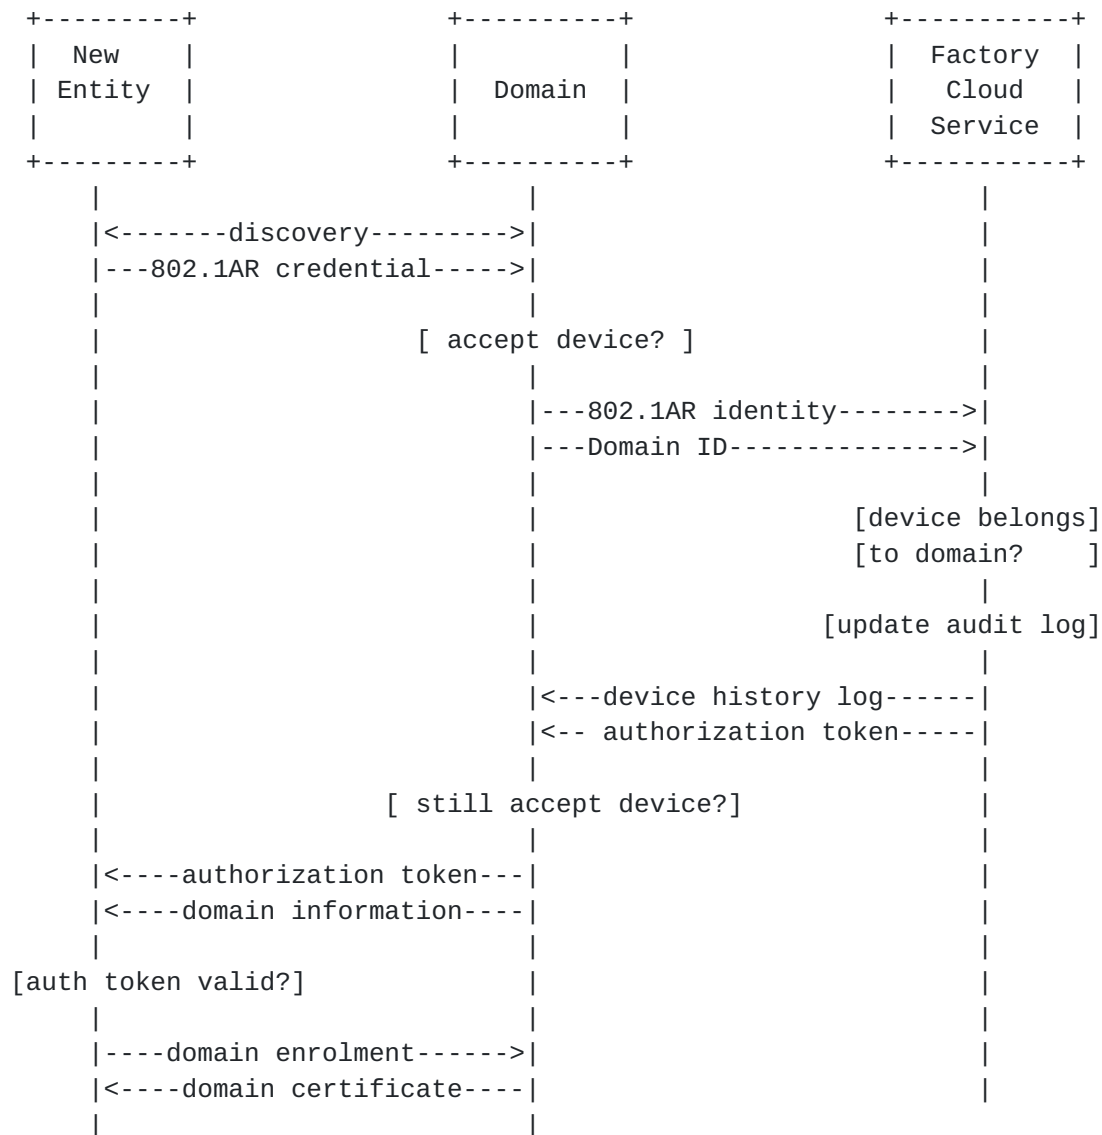 New Factory
Entity Domain Cloud
Service
<-------discovery--------->
---802.1AR credential----->
[ accept device? ]
---802.1AR identity-------->
---Domain ID--------------->
[device belongs]
[to domain? ]
[update audit log]
<---device history log------
<-- authorization token-----
[ still accept device?]
<----authorization token---
<----domain information----
[auth token valid?]
----domain enrolment------>
<----domain certificate----